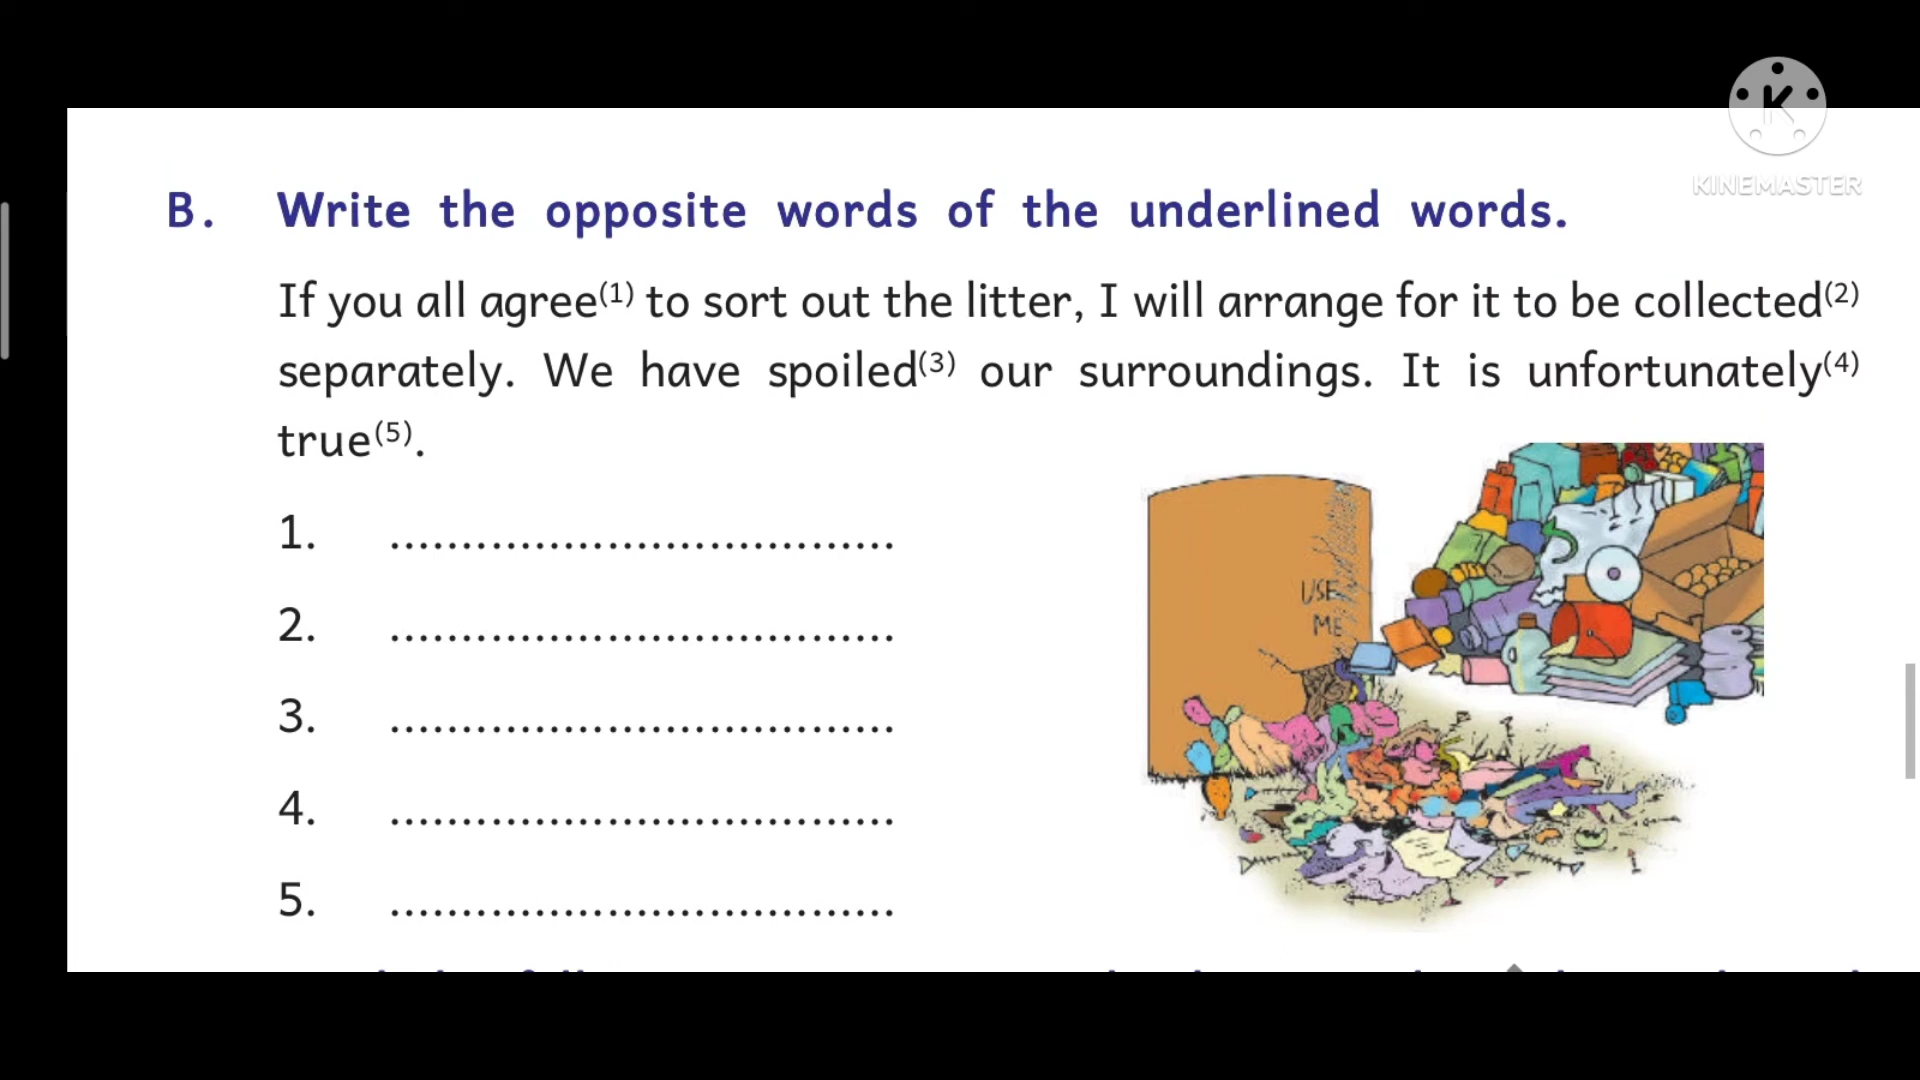 KINEMASTER
B. Write the opposite words of the underlined words.
If you all agree(1) to sort out the litter, I will arrange for it to be collected(2)
separately. We have spoiled(3) our surroundings. It is unfortunately(4)
true(5).
1. ..................................
2. ..................................
3. ..................................
4. ..................................
5. ..................................
USE
ME